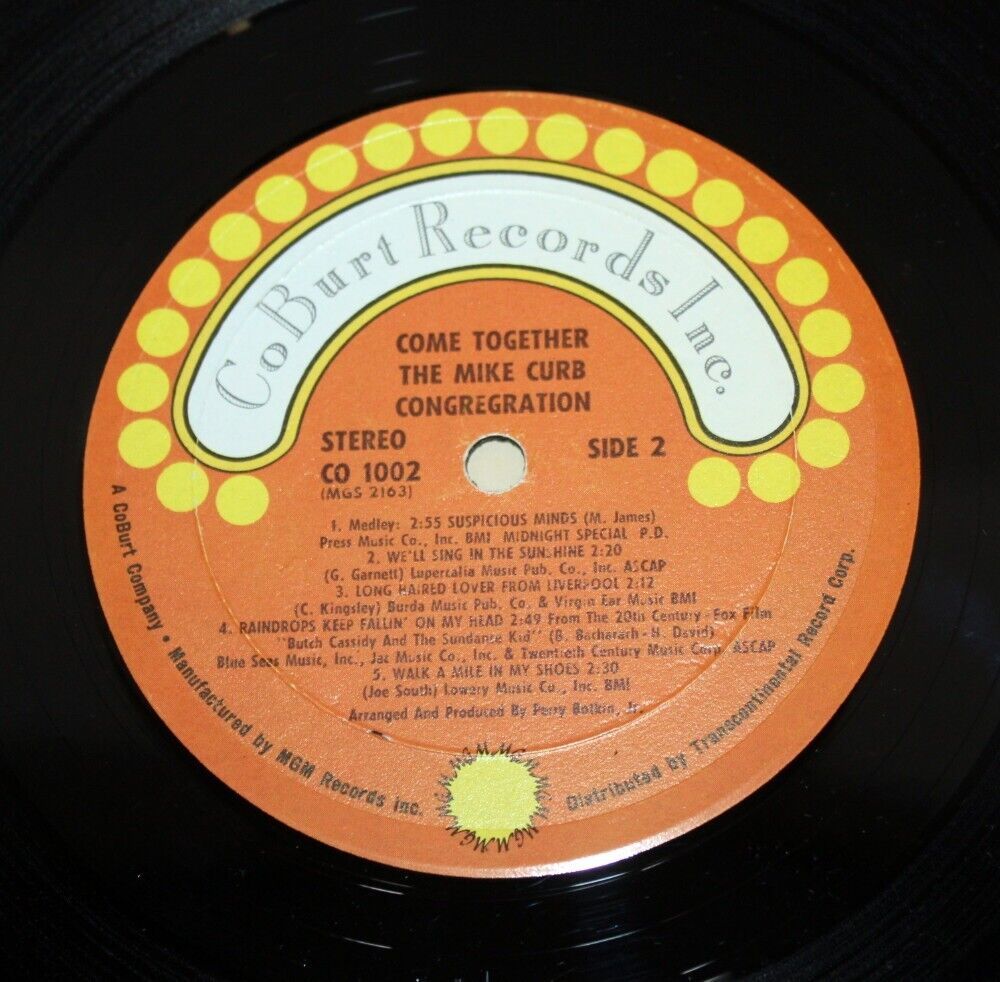 CoBurt Records Inc.
COME TOGETHER
THE MIKE CURB
CONGREGRATION
STEREO
CO 1002
(MGS 2163)
SIDE 2
1. Medley: 2:55 SUSPICIOUS MINDS (M. James)
Press Music Co., Inc. BMI MIDNIGHT SPECIAL P.D.
2. WE'LL SING IN THE SUNSHINE 2:20
(G. Garnett) Lupercalia Music Pub. Co., Inc. ASCAP
3. LONG HAIRED LOVER FROM LIVERPOOL 2:12
(C. Kingsley) Burda Music Pub. Co. & Virgin Ear Music BMI
4. RAINDROPS KEEP FALLIN' ON MY HEAD 2:49 From The 20th Century - Fox Film
"Butch Cassidy And The Sundance Kid" (B. Bacharach - H. David)
Blue Seas Music, Inc., Jac Music Co., Inc. & Twentieth Century Music Corp. ASCAP
5. WALK A MILE IN MY SHOES 2:30
(Joe South) Lowery Music Co., Inc. BMI
Arranged And Produced By Perry Botkin, Jr.
A CoBurt Company • Manufactured by MGM Records Inc.
MGM MGM MGM MGM MGM MGM
Distributed by Transcontinental Record Corp.